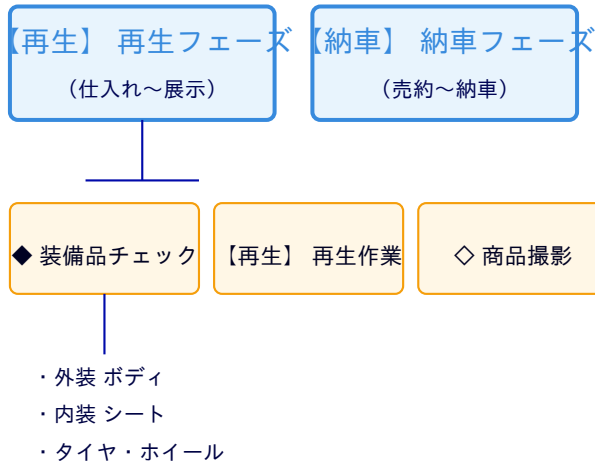 【再生】 再生フェーズ
(仕入れ〜展示)
【納車】 納車フェーズ
(売約〜納車)
◆ 装備品チェック
【再生】 再生作業
◇ 商品撮影
・外装 ボディ
・内装 シート
・タイヤ・ホイール